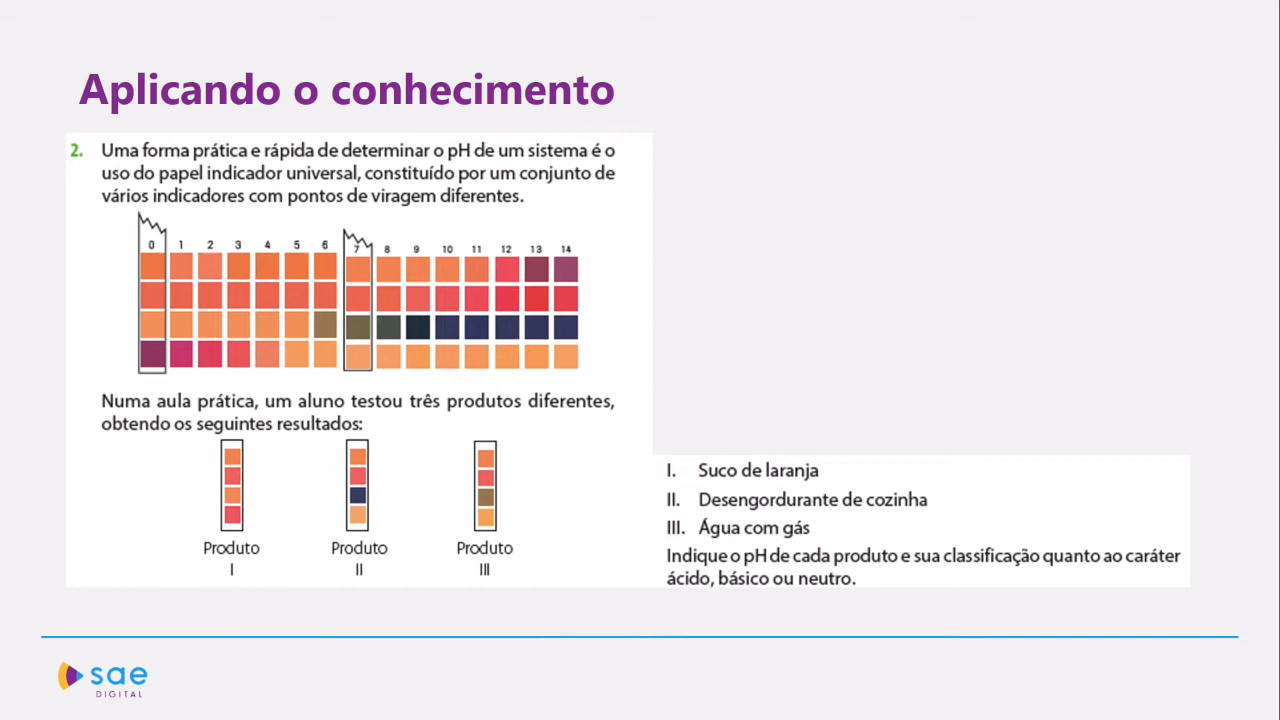 Aplicando o conhecimento
2. Uma forma prática e rápida de determinar o pH de um sistema é o
uso do papel indicador universal, constituído por um conjunto de
vários indicadores com pontos de viragem diferentes.
0 1 2 3 4 5 6 7 8 9 10 11 12 13 14
Numa aula prática, um aluno testou três produtos diferentes,
obtendo os seguintes resultados:
Produto Produto Produto
I II III
I. Suco de laranja
II. Desengordurante de cozinha
III. Água com gás
Indique o pH de cada produto e sua classificação quanto ao caráter
ácido, básico ou neutro.
sae
DIGITAL